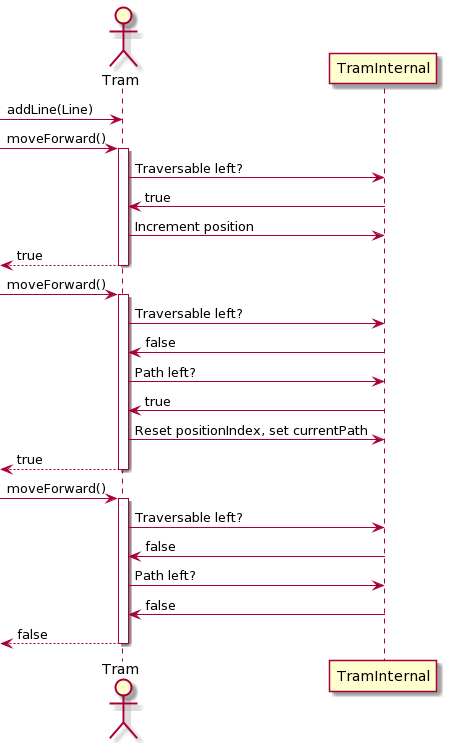 Tram
TramInternal
addLine(Line)
moveForward()
Traversable left?
true
Increment position
true
moveForward()
Traversable left?
false
Path left?
true
Reset positionIndex, set currentPath
true
moveForward()
Traversable left?
false
Path left?
false
false
Tram
TramInternal